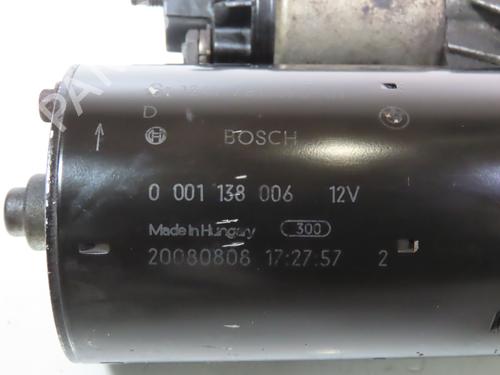 D
BOSCH
0 001 138 006 12V
Made in Hungary 300
20080808 17:27:57 2